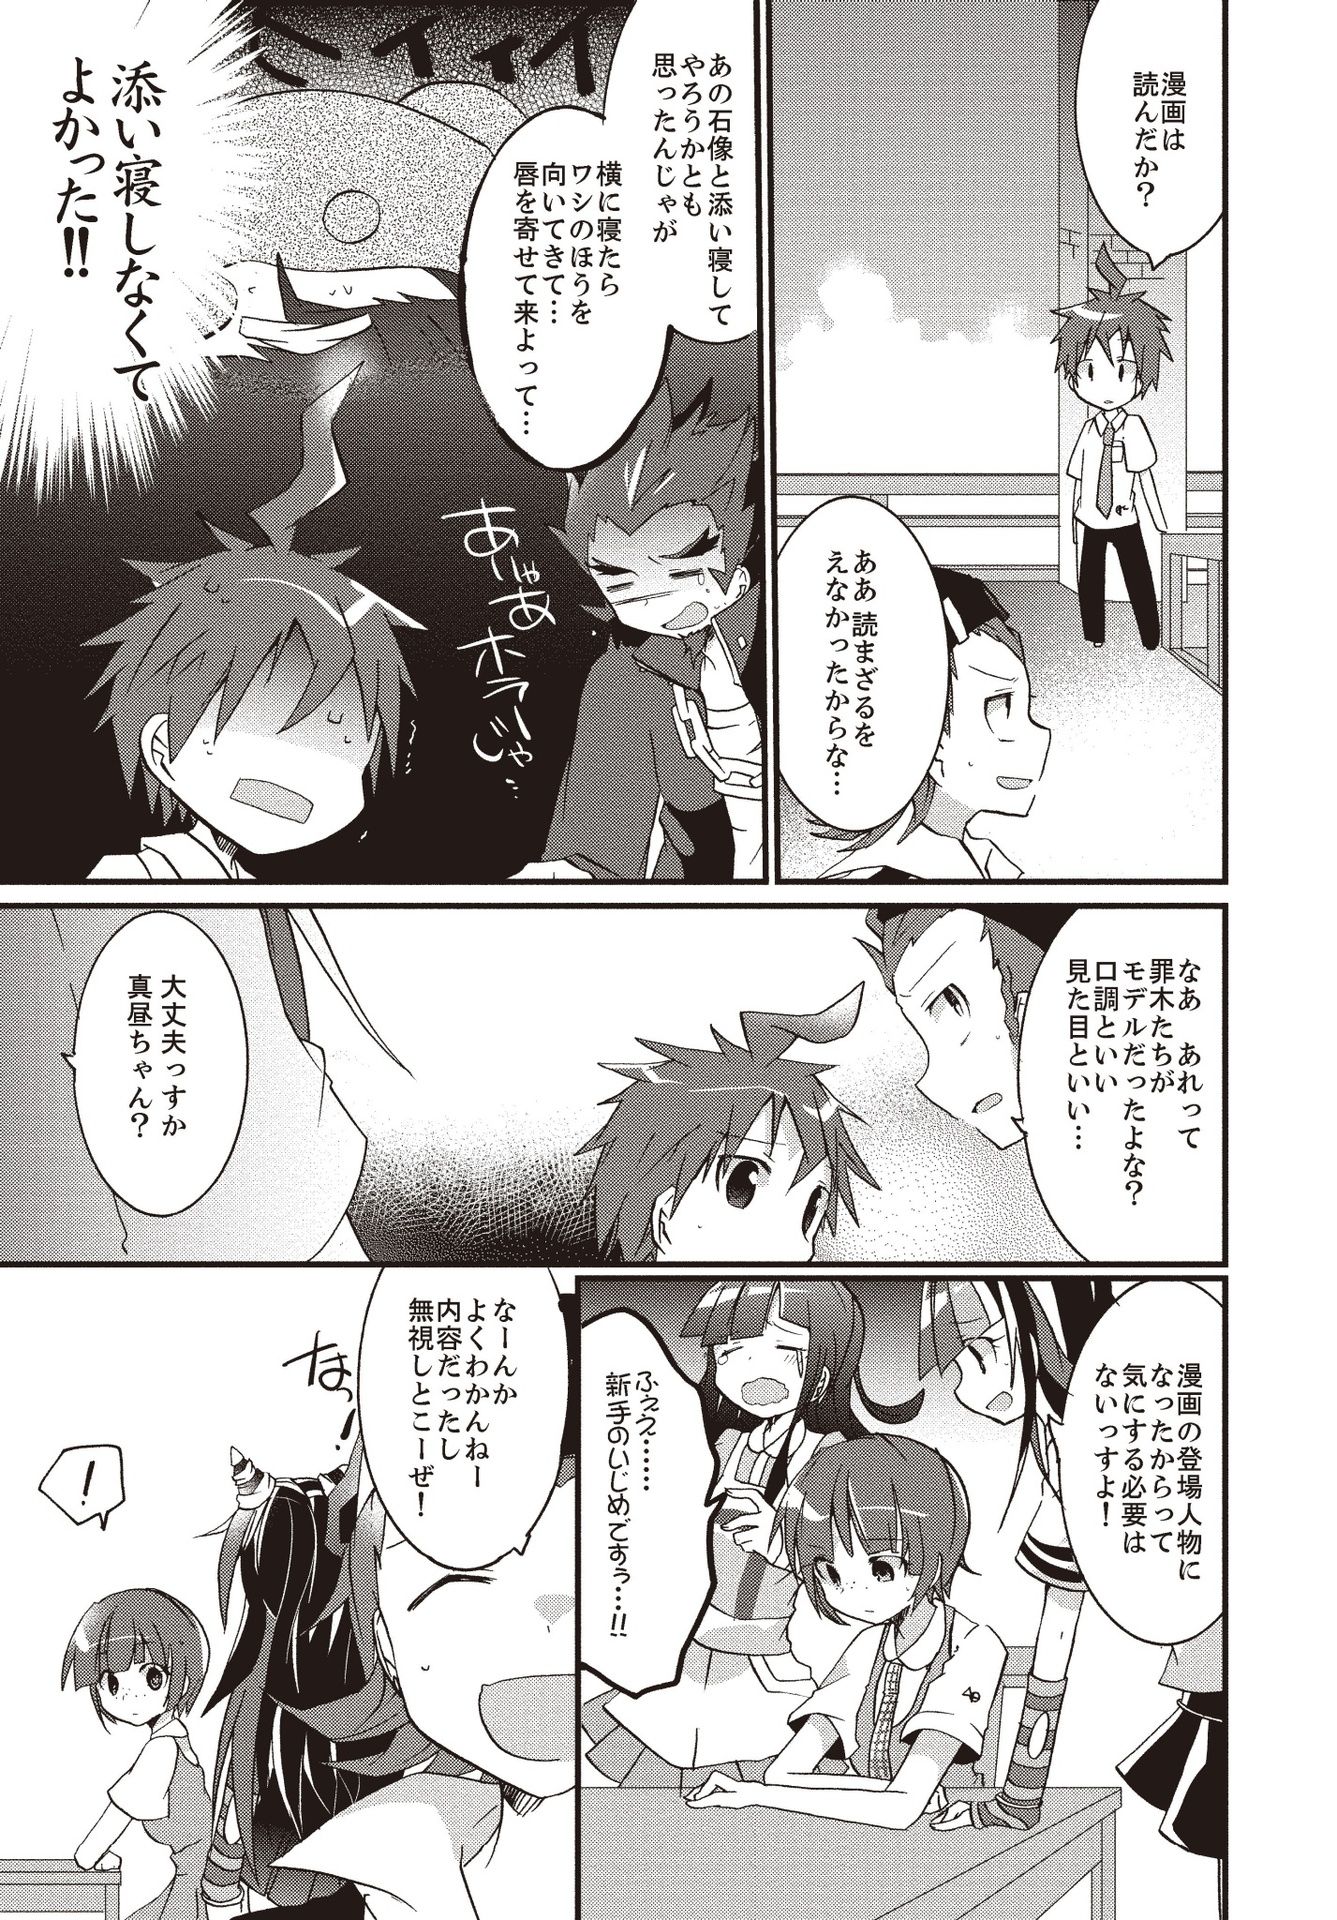 漫画は
読んだか？
ああ 読まざるを
えなかったからな…
あの石像と添い寝して
やろうかとも
思ったんじゃが
横に寝たら
ワシのほうを
向いてきて…
唇を寄せて来よって…
あゃあ
ホラーじゃ…
添い寝しなくて
よかった!!
なあ あれって
罪木たちが
モデルだったよな？
口調といい
見た目といい…
大丈夫っすか
真昼ちゃん？
漫画の登場人物に
なったからって
気にする必要は
ないっすよ！
ふぇぇ……
新手のいじめですぅ…!!
なーんか
よくわかんねー
内容だったし
無視しとこーぜ！
なっ！
！